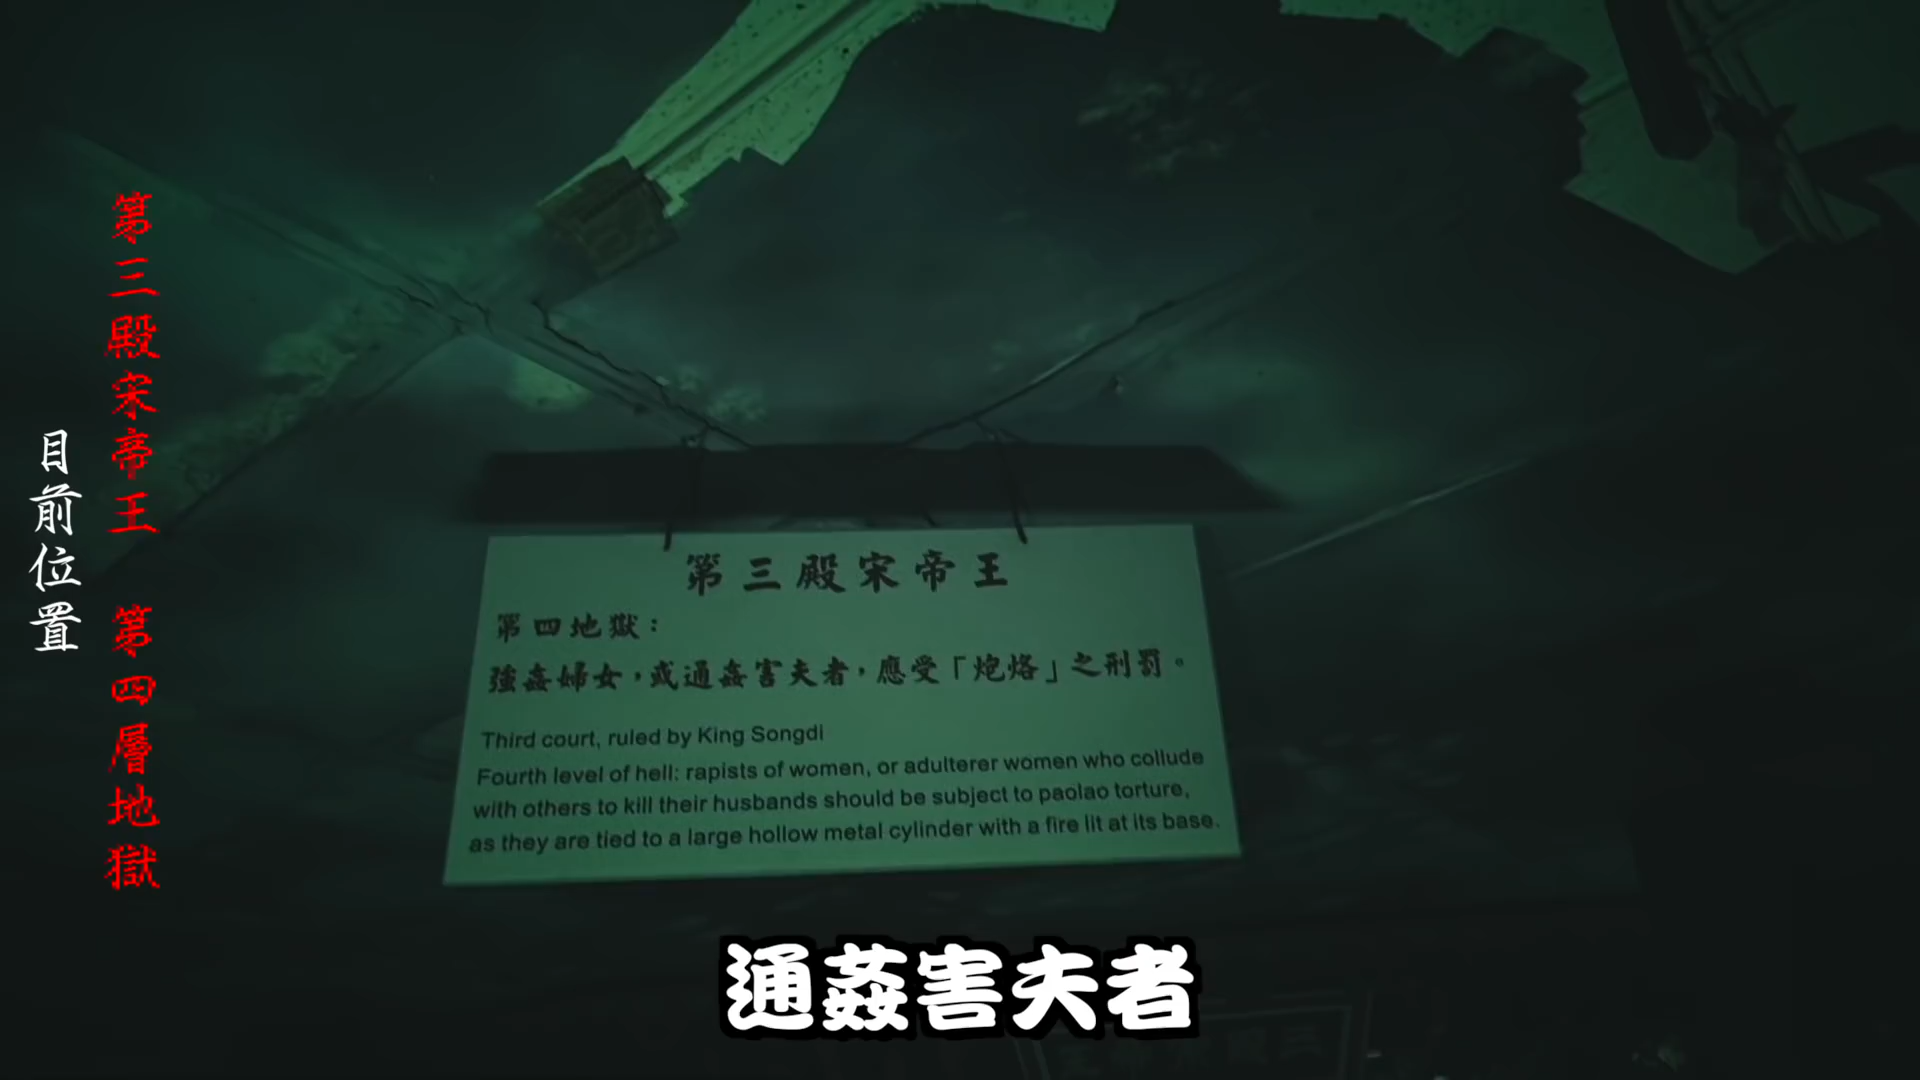 目前位置
第三殿宋帝王 第四層地獄
第三殿宋帝王
第四地獄：
強姦婦女，或通姦害夫者，應受「炮烙」之刑罰。
Third court, ruled by King Songdi
Fourth level of hell: rapists of women, or adulterer women who collude
with others to kill their husbands should be subject to paolao torture,
as they are tied to a large hollow metal cylinder with a fire lit at its base.
通姦害夫者